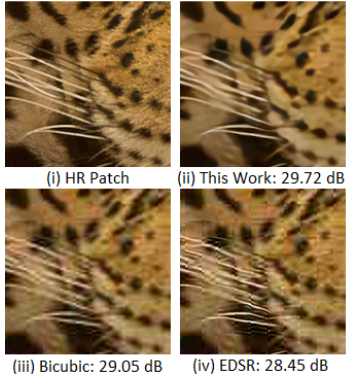 (i) HR Patch
(ii) This Work: 29.72 dB
(iii) Bicubic: 29.05 dB
(iv) EDSR: 28.45 dB